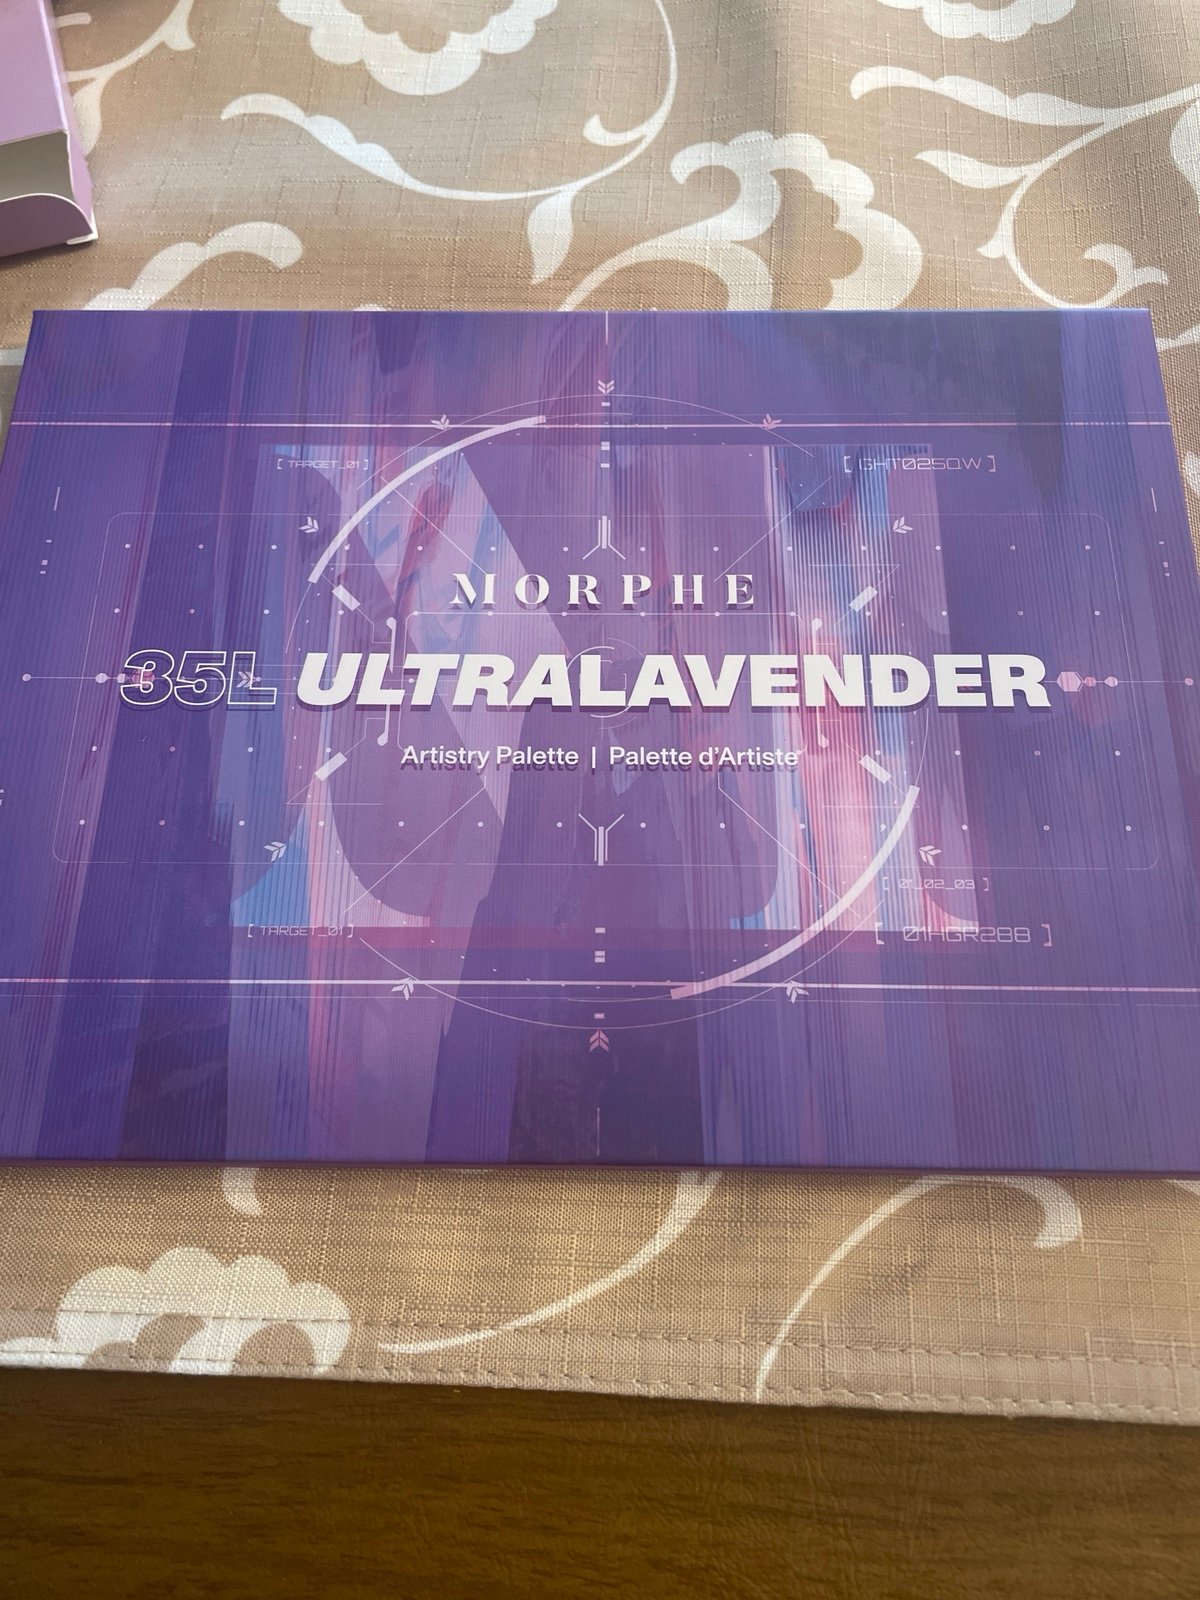 [ TARGET_01 ]
[ GHT025QW ]
MORPHE
35L ULTRALAVENDER
Artistry Palette | Palette d'Artiste
[ 01_02_03 ]
[ TARGET_01 ]
[ 01HGR288 ]